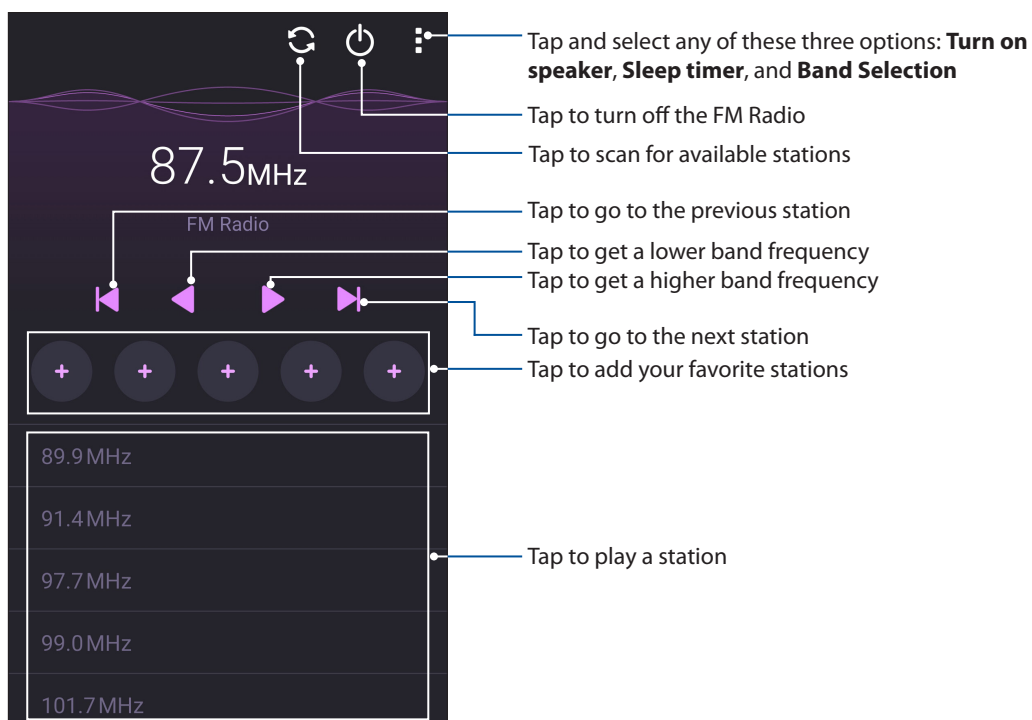 Tap and select any of these three options: Turn on
speaker, Sleep timer, and Band Selection
Tap to turn off the FM Radio
Tap to scan for available stations
87.5MHz
FM Radio
Tap to go to the previous station
Tap to get a lower band frequency
Tap to get a higher band frequency
Tap to go to the next station
Tap to add your favorite stations
+ + + + +
89.9MHz
91.4MHz
Tap to play a station
97.7MHz
99.0MHz
101.7MHz